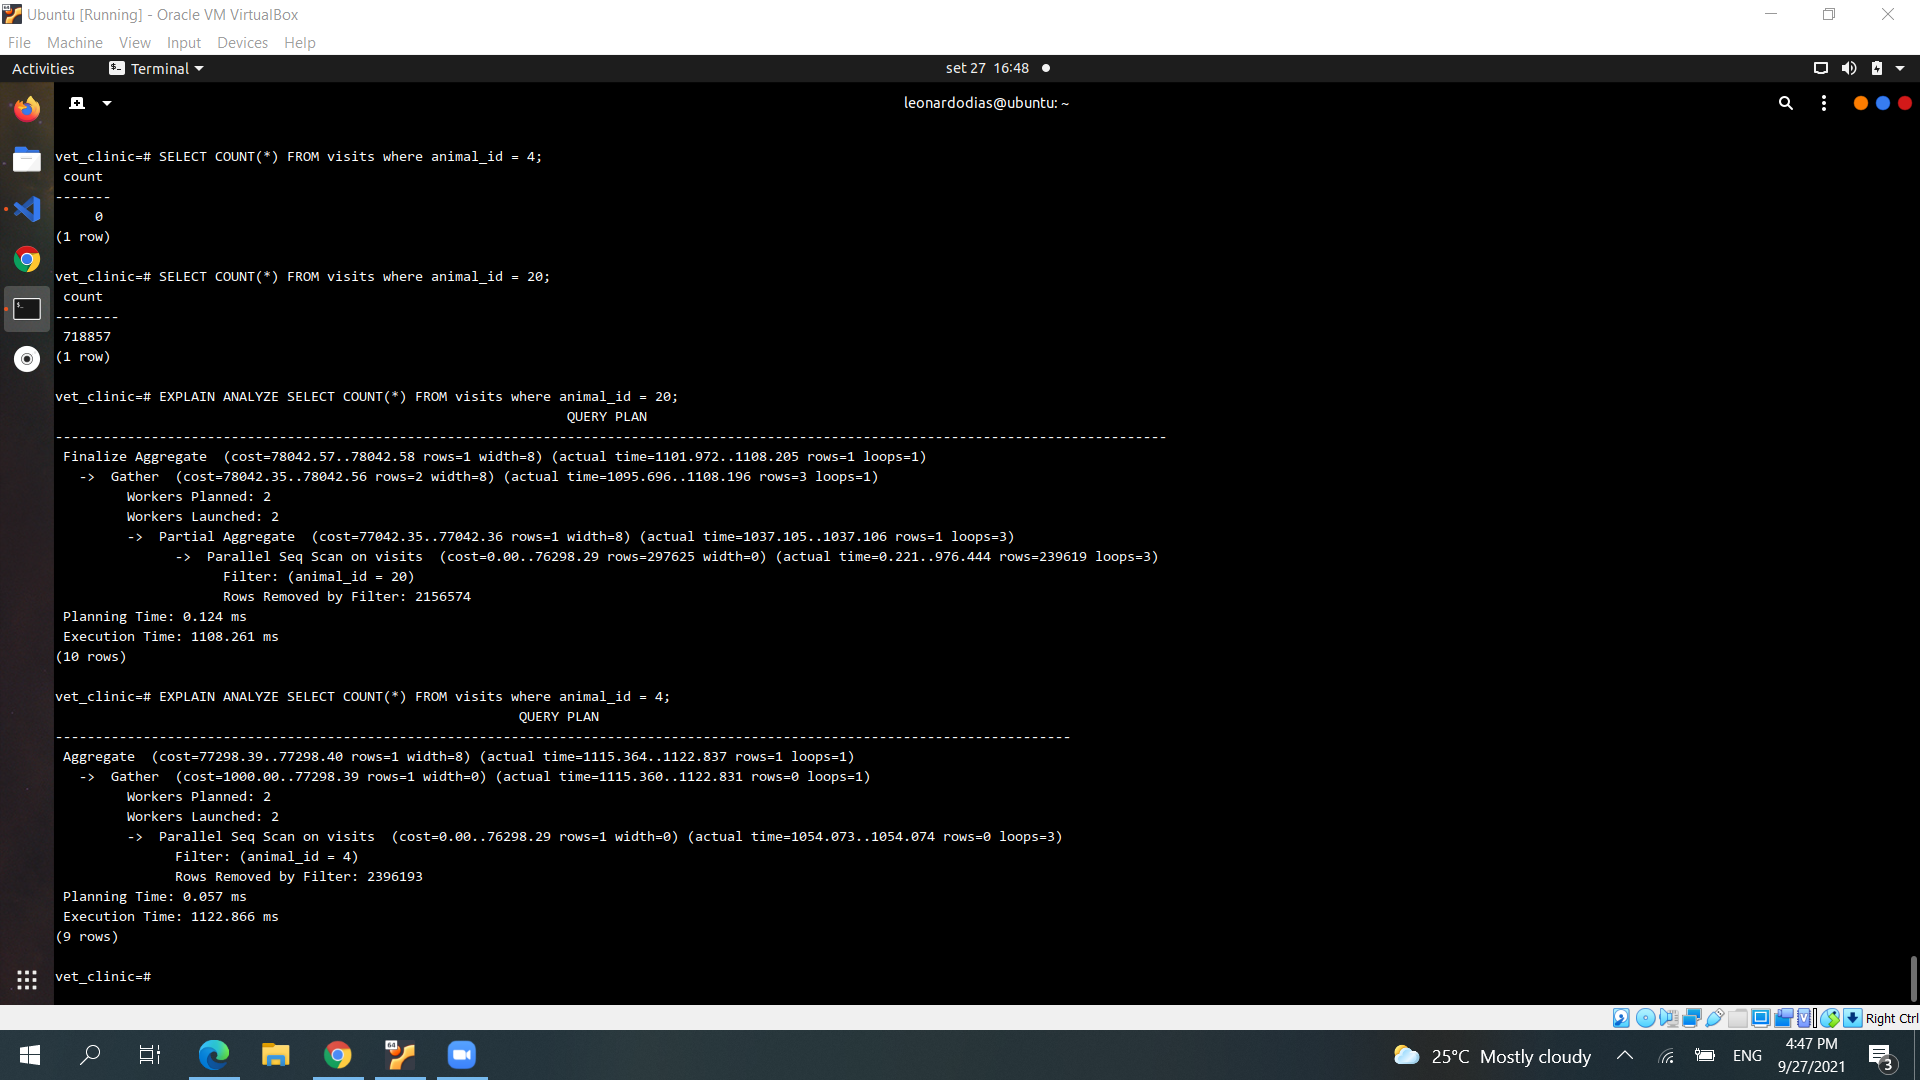 Ubuntu [Running] - Oracle VM VirtualBox
File Machine View Input Devices Help
Activities Terminal set 27 16:48
leonardodias@ubuntu: ~
vet_clinic=# SELECT COUNT(*) FROM visits where animal_id = 4;
count
-------
0
(1 row)
vet_clinic=# SELECT COUNT(*) FROM visits where animal_id = 20;
count
--------
718857
(1 row)
vet_clinic=# EXPLAIN ANALYZE SELECT COUNT(*) FROM visits where animal_id = 20;
QUERY PLAN
-------------------------------------------------------------------------------------------------------------------------------------------
Finalize Aggregate  (cost=78042.57..78042.58 rows=1 width=8) (actual time=1101.972..1108.205 rows=1 loops=1)
->  Gather  (cost=78042.35..78042.56 rows=2 width=8) (actual time=1095.696..1108.196 rows=3 loops=1)
Workers Planned: 2
Workers Launched: 2
->  Partial Aggregate  (cost=77042.35..77042.36 rows=1 width=8) (actual time=1037.105..1037.106 rows=1 loops=3)
->  Parallel Seq Scan on visits  (cost=0.00..76298.29 rows=297625 width=0) (actual time=0.221..976.444 rows=239619 loops=3)
Filter: (animal_id = 20)
Rows Removed by Filter: 2156574
Planning Time: 0.124 ms
Execution Time: 1108.261 ms
(10 rows)
vet_clinic=# EXPLAIN ANALYZE SELECT COUNT(*) FROM visits where animal_id = 4;
QUERY PLAN
-------------------------------------------------------------------------------------------------------------------------------
Aggregate  (cost=77298.39..77298.40 rows=1 width=8) (actual time=1115.364..1122.837 rows=1 loops=1)
->  Gather  (cost=1000.00..77298.39 rows=1 width=0) (actual time=1115.360..1122.831 rows=0 loops=1)
Workers Planned: 2
Workers Launched: 2
->  Parallel Seq Scan on visits  (cost=0.00..76298.29 rows=1 width=0) (actual time=1054.073..1054.074 rows=0 loops=3)
Filter: (animal_id = 4)
Rows Removed by Filter: 2396193
Planning Time: 0.057 ms
Execution Time: 1122.866 ms
(9 rows)
vet_clinic=#
Right Ctrl
64
25°C Mostly cloudy ENG 4:47 PM
9/27/2021
3